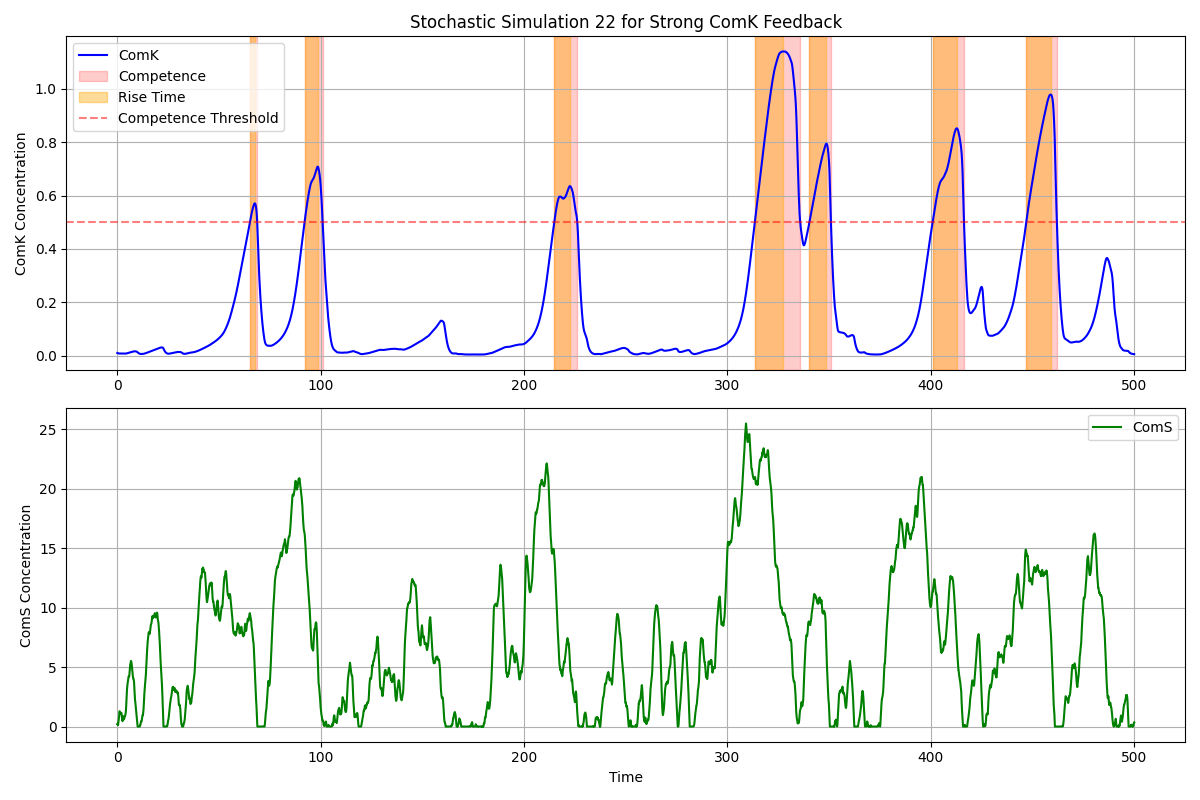 Stochastic Simulation 22 for Strong ComK Feedback
ComK Concentration
1.0
0.8
0.6
0.4
0.2
0.0
ComK
Competence
Rise Time
Competence Threshold
0 100 200 300 400 500
ComS Concentration
25
20
15
10
5
0
ComS
0 100 200 300 400 500
Time